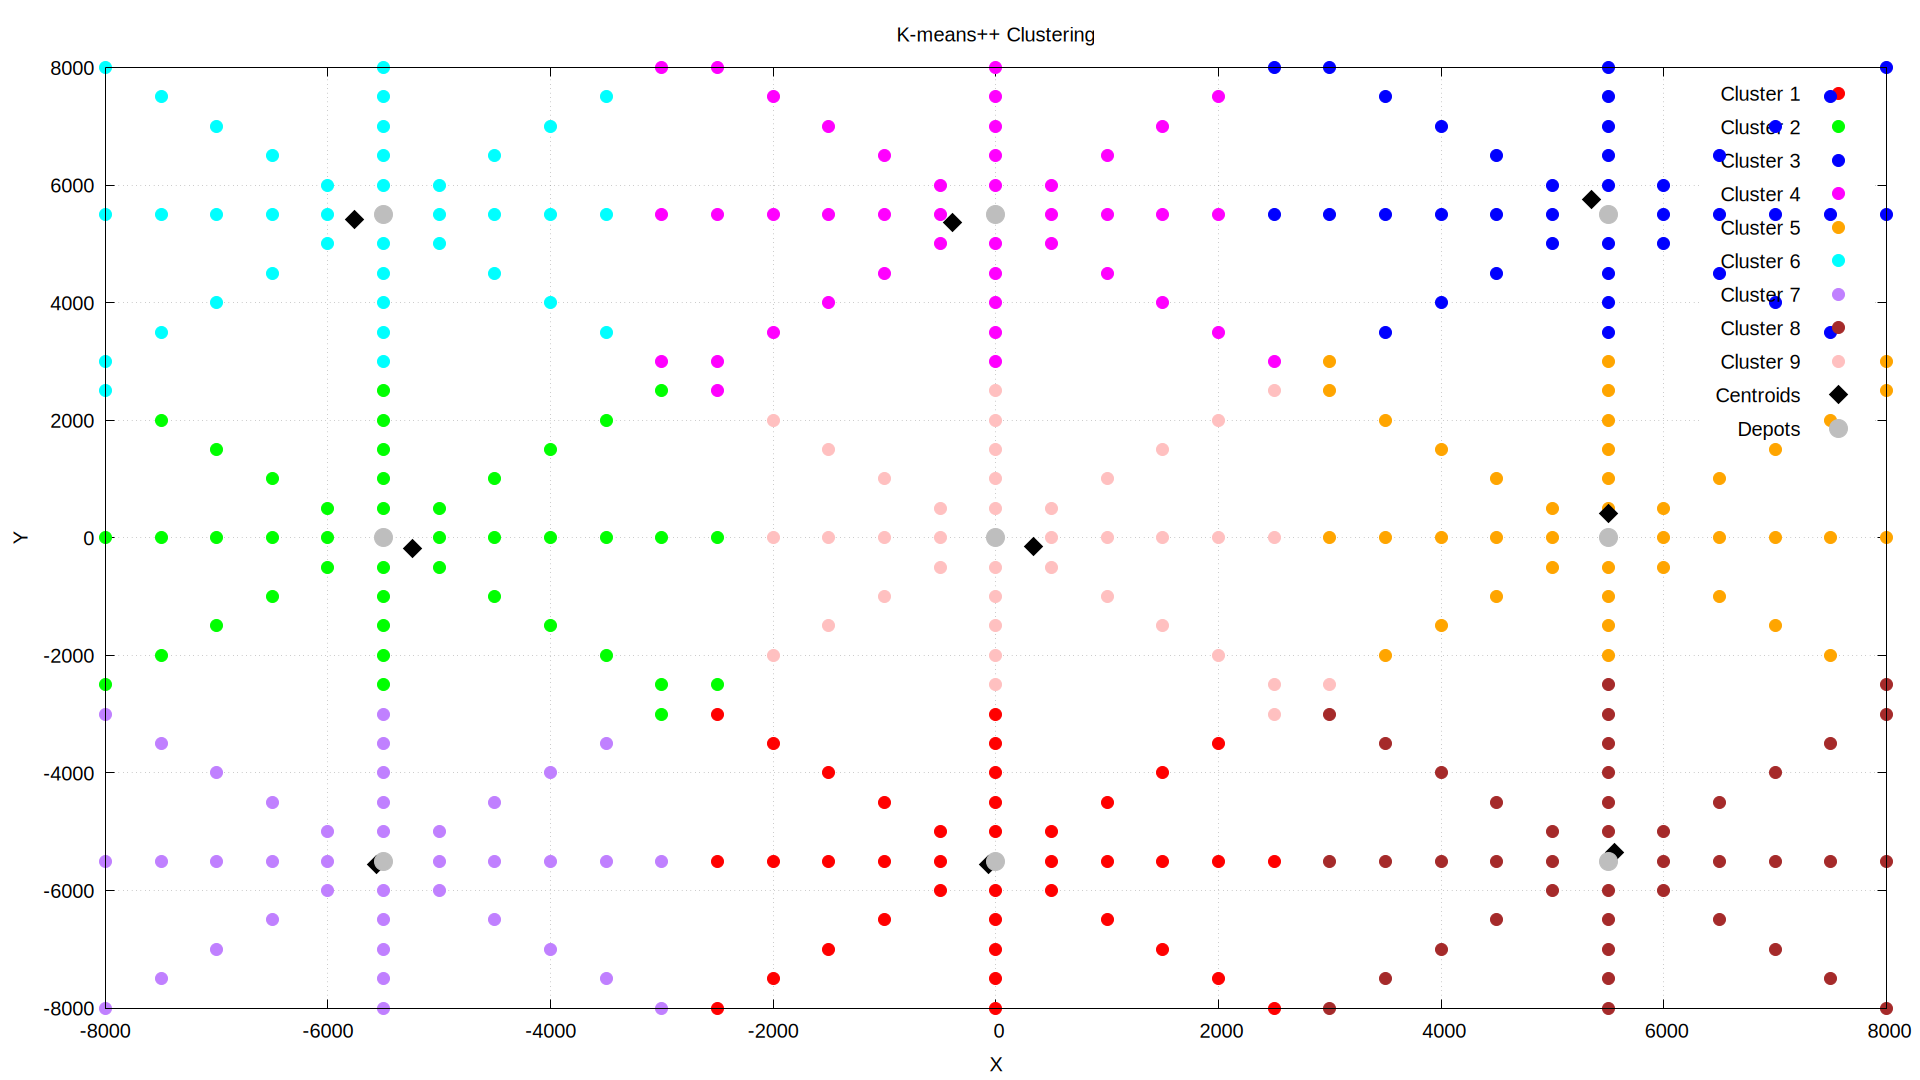 K-means++ Clustering
8000
6000
4000
2000
0
-2000
-4000
-6000
-8000
Y
Cluster 1
Cluster 2
Cluster 3
Cluster 4
Cluster 5
Cluster 6
Cluster 7
Cluster 8
Cluster 9
Centroids
Depots
-8000 -6000 -4000 -2000 0 2000 4000 6000 8000
X